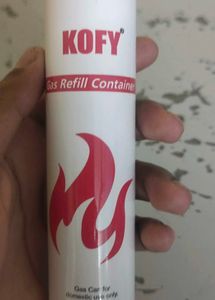 KOFY®
Gas Refill Container
Gas Can for
domestic use only.